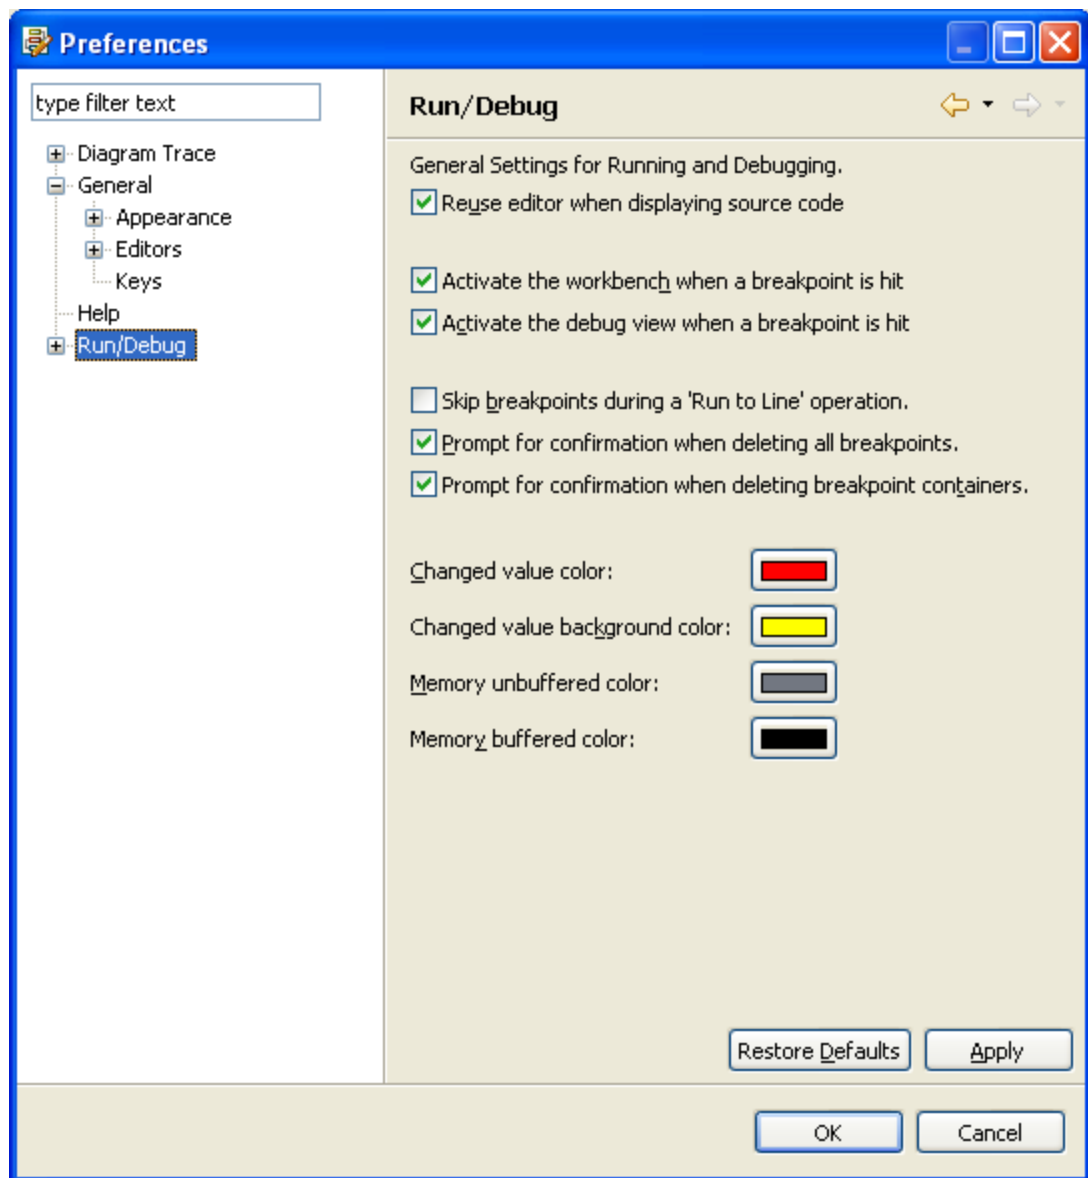 Preferences
type filter text
Diagram Trace
General
Appearance
Editors
Keys
Help
Run/Debug
Run/Debug
General Settings for Running and Debugging.
Reuse editor when displaying source code
Activate the workbench when a breakpoint is hit
Activate the debug view when a breakpoint is hit
Skip breakpoints during a 'Run to Line' operation.
Prompt for confirmation when deleting all breakpoints.
Prompt for confirmation when deleting breakpoint containers.
Changed value color:
Changed value background color:
Memory unbuffered color:
Memory buffered color:
Restore Defaults Apply
OK Cancel